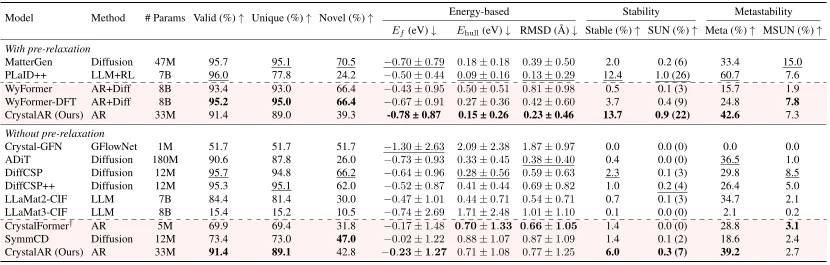 Model Method # Params Valid (%) ↑ Unique (%) ↑ Novel (%) ↑ Energy-based Stability Metastability
E_f (eV) ↓ E_hull (eV) ↓ RMSD (Å) ↓ Stable (%) ↑ SUN (%) ↑ Meta (%) ↑ MSUN (%) ↑
With pre-relaxation
MatterGen Diffusion 47M 95.7 95.1 70.5 −0.70 ± 0.79 0.18 ± 0.18 0.39 ± 0.50 2.0 0.2 (6) 33.4 15.0
PLaID++ LLM+RL 7B 96.0 77.8 24.2 −0.50 ± 0.44 0.09 ± 0.16 0.13 ± 0.29 12.4 1.0 (26) 60.7 7.6
WyFormer AR+Diff 8B 93.4 93.0 66.4 −0.43 ± 0.95 0.50 ± 0.51 0.81 ± 0.98 0.5 0.1 (3) 15.7 1.9
WyFormer-DFT AR+Diff 8B 95.2 95.0 66.4 −0.67 ± 0.91 0.27 ± 0.36 0.42 ± 0.60 3.7 0.4 (9) 24.8 7.8
CrystalAR (Ours) AR 33M 91.4 89.0 39.3 -0.78 ± 0.87 0.15 ± 0.26 0.23 ± 0.46 13.7 0.9 (22) 42.6 7.3
Without pre-relaxation
Crystal-GFN GFlowNet 1M 51.7 51.7 51.7 −1.30 ± 2.63 2.09 ± 2.38 1.87 ± 0.97 0.0 0.0 (0) 0.0 0.0
ADiT Diffusion 180M 90.6 87.8 26.0 −0.73 ± 0.93 0.33 ± 0.45 0.38 ± 0.40 0.4 0.0 (0) 36.5 1.0
DiffCSP Diffusion 12M 95.7 94.8 66.2 −0.64 ± 0.96 0.28 ± 0.56 0.39 ± 0.63 2.3 0.1 (3) 29.8 8.5
DiffCSP++ Diffusion 12M 95.3 95.1 62.0 −0.52 ± 0.87 0.41 ± 0.44 0.69 ± 0.82 1.0 0.2 (4) 26.4 5.0
LLaMat2-CIF LLM 7B 84.4 81.4 30.0 −0.47 ± 1.01 0.44 ± 0.71 0.54 ± 0.71 0.7 0.1 (3) 34.7 2.1
LLaMat3-CIF LLM 8B 15.4 15.2 10.5 −0.74 ± 2.69 1.71 ± 2.48 1.01 ± 1.10 0.1 0.0 (0) 2.1 0.2
CrystalFormer† AR 5M 69.9 69.4 31.8 −0.17 ± 1.48 0.70 ± 1.33 0.66 ± 1.05 1.4 0.0 (0) 28.8 3.1
SymmCD Diffusion 12M 73.4 73.0 47.0 −0.02 ± 1.22 0.88 ± 1.07 0.87 ± 1.09 1.4 0.1 (2) 18.6 2.4
CrystalAR (Ours) AR 33M 91.4 89.1 42.8 −0.23 ± 1.27 0.71 ± 1.08 0.77 ± 1.25 6.0 0.3 (7) 39.2 2.7